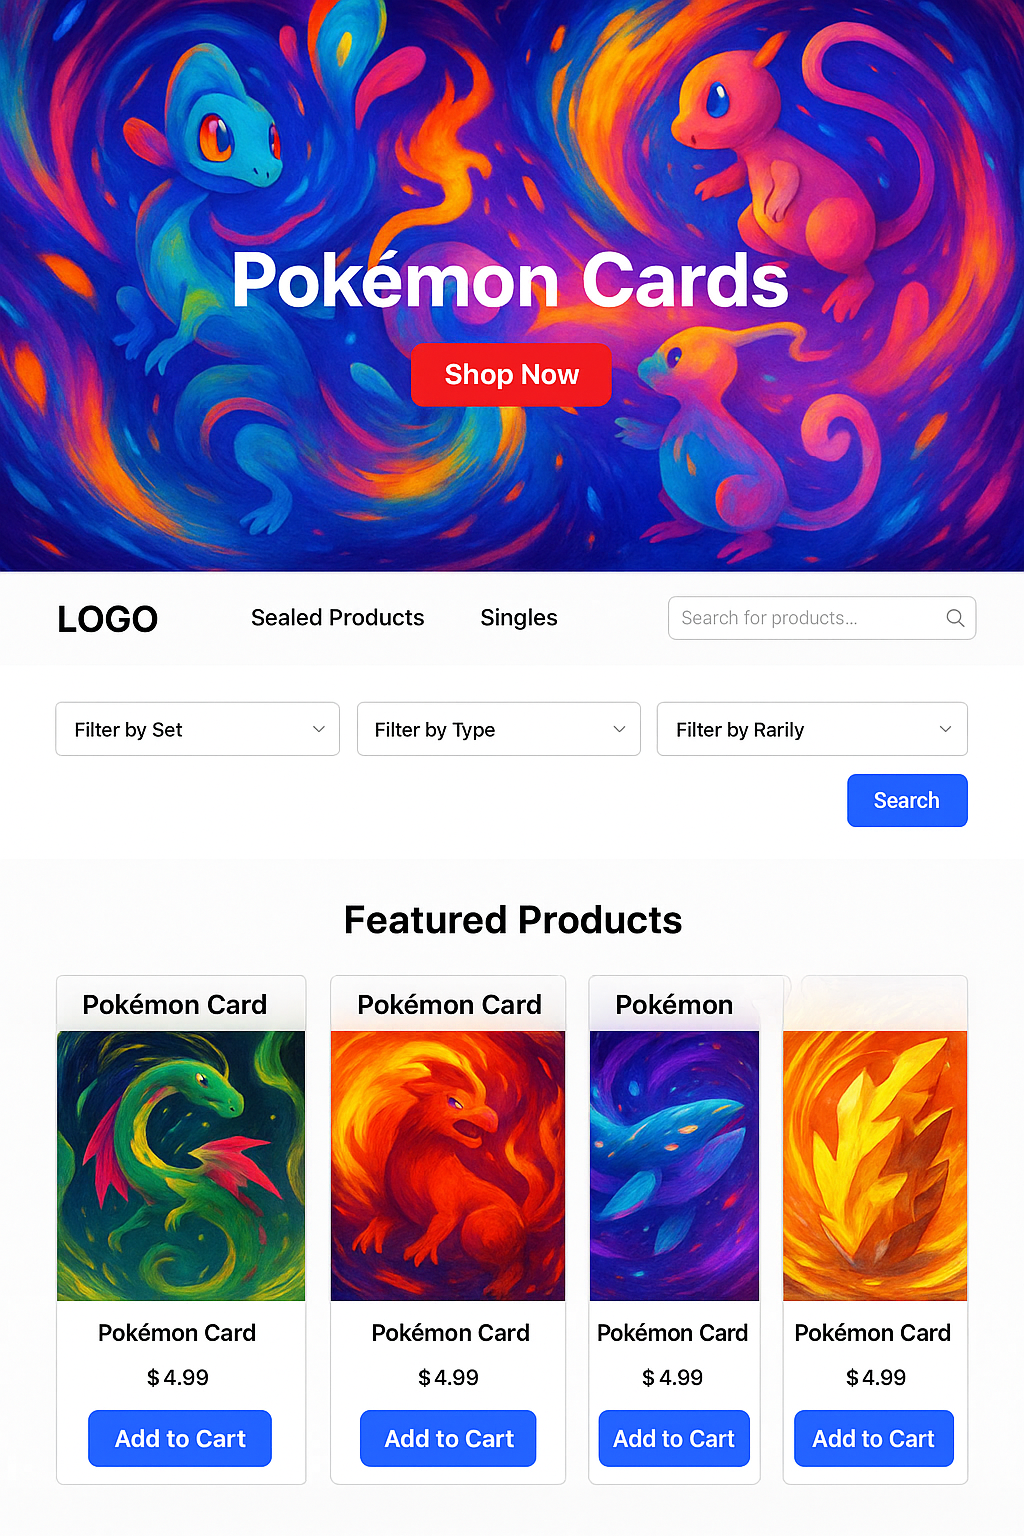 Pokémon Cards
Shop Now
LOGO
Sealed Products
Singles
Search for products...
Filter by Set
Filter by Type
Filter by Rarily
Search
Featured Products
Pokémon Card
Pokémon Card
Pokémon
Pokémon Card
Pokémon Card
Pokémon Card
Pokémon Card
$ 4.99
$ 4.99
$ 4.99
$ 4.99
Add to Cart
Add to Cart
Add to Cart
Add to Cart